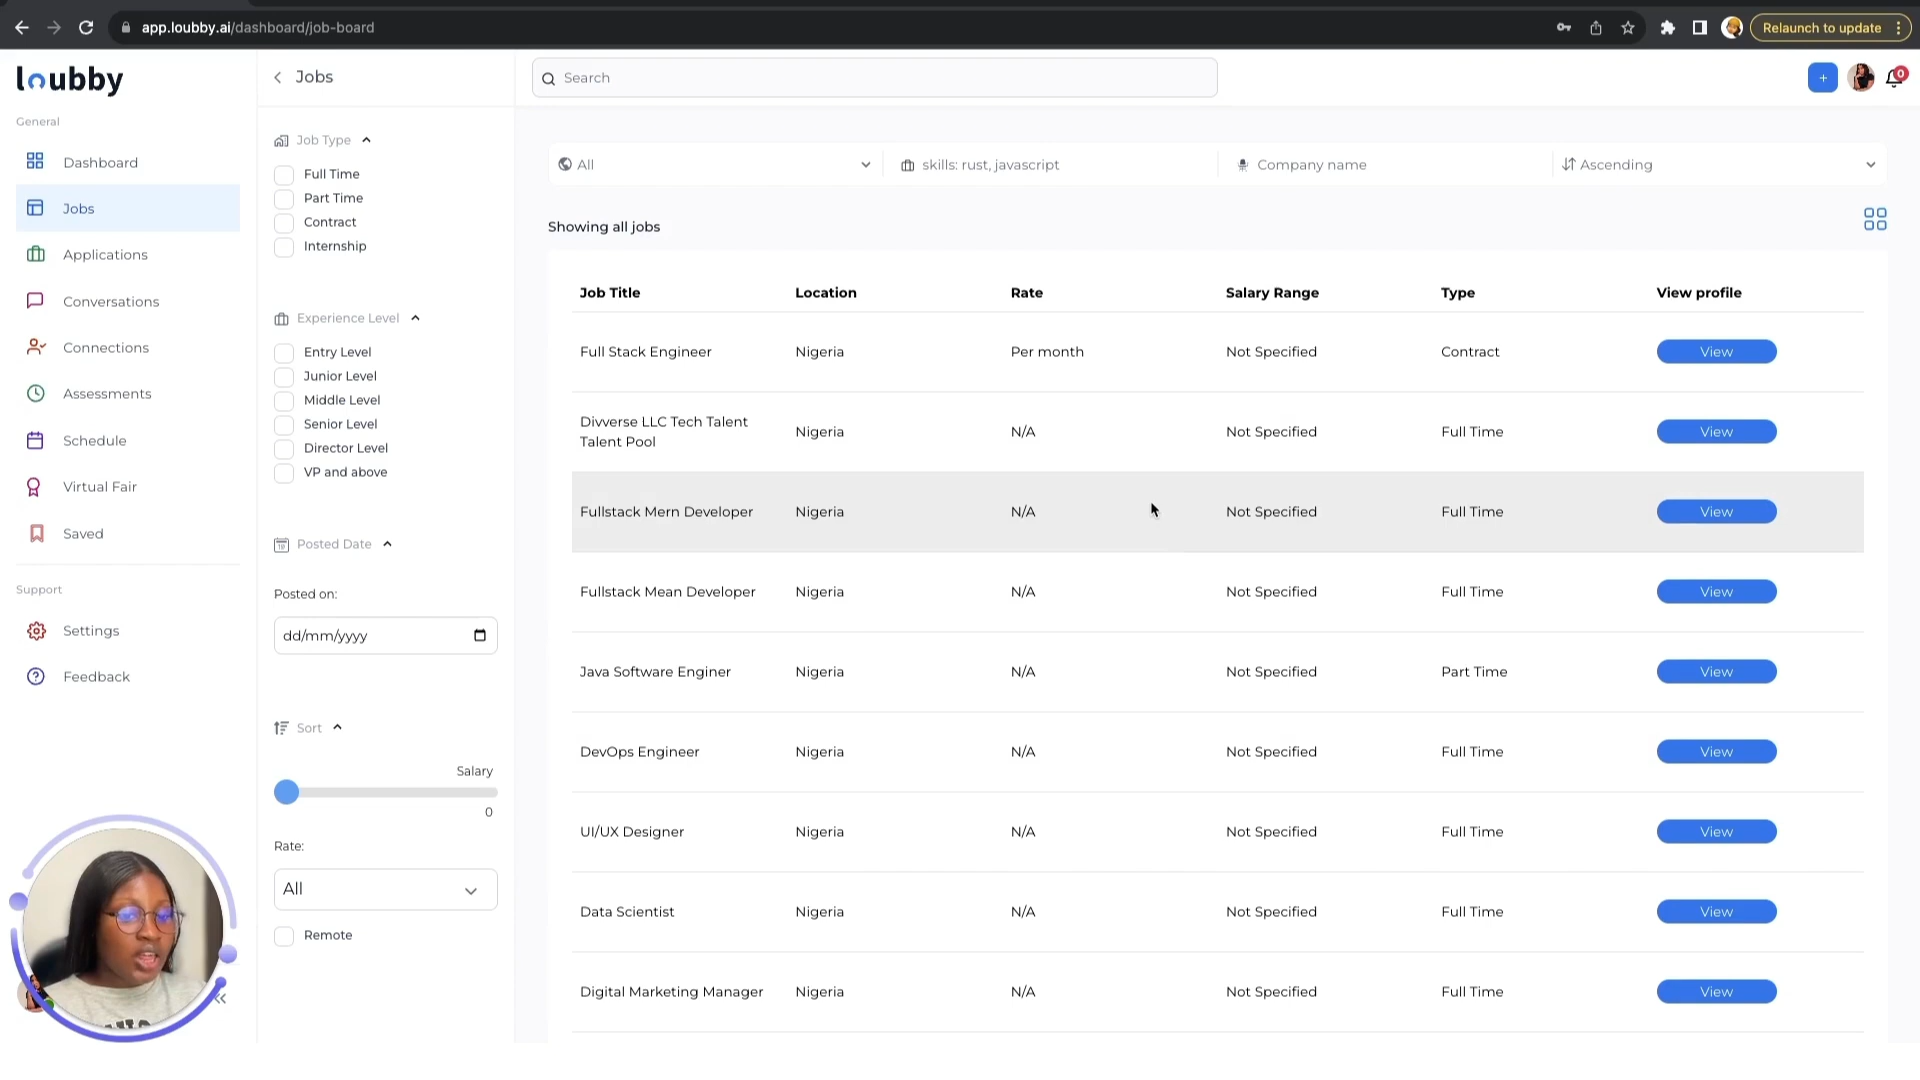 app.loubby.ai/dashboard/job-board
Relaunch to update
loubby
General
Dashboard
Jobs
Applications
Conversations
Connections
Assessments
Schedule
Virtual Fair
Saved
Support
Settings
Feedback
Jobs
Job Type
Full Time
Part Time
Contract
Internship
Experience Level
Entry Level
Junior Level
Middle Level
Senior Level
Director Level
VP and above
Posted Date
Posted on:
dd/mm/yyyy
Sort
Salary
0
Rate:
All
Remote
Search
+
0
All
skills: rust, javascript
Company name
Ascending
Showing all jobs
Job Title Location Rate Salary Range Type View profile
Full Stack Engineer Nigeria Per month Not Specified Contract View
Divverse LLC Tech Talent
Talent Pool Nigeria N/A Not Specified Full Time View
Fullstack Mern Developer Nigeria N/A Not Specified Full Time View
Fullstack Mean Developer Nigeria N/A Not Specified Full Time View
Java Software Enginer Nigeria N/A Not Specified Part Time View
DevOps Engineer Nigeria N/A Not Specified Full Time View
UI/UX Designer Nigeria N/A Not Specified Full Time View
Data Scientist Nigeria N/A Not Specified Full Time View
Digital Marketing Manager Nigeria N/A Not Specified Full Time View